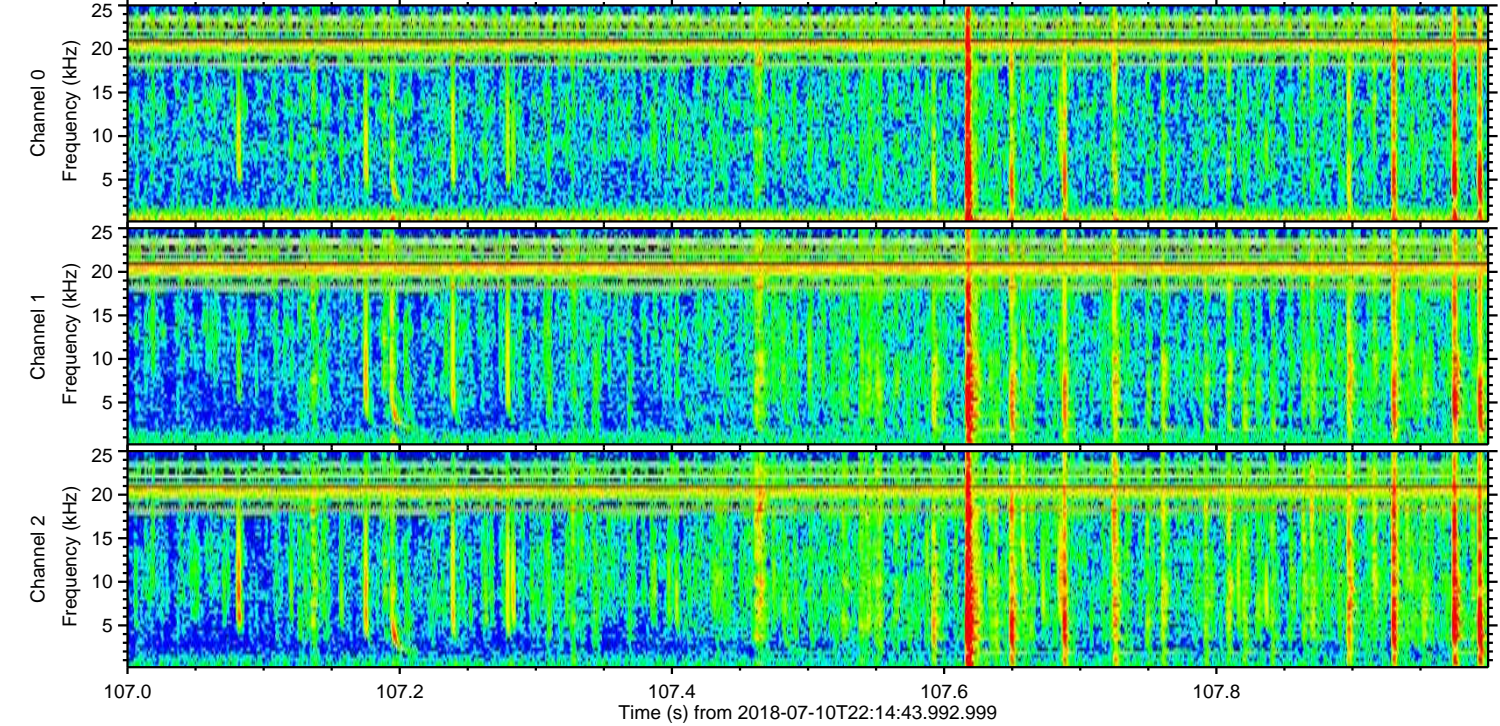 25
20
15
10
5
Channel 0
Frequency (kHz)
25
20
15
10
5
Channel 1
Frequency (kHz)
25
20
15
10
5
Channel 2
Frequency (kHz)
107.0 107.2 107.4 107.6 107.8
Time (s) from 2018-07-10T22:14:43.992.999